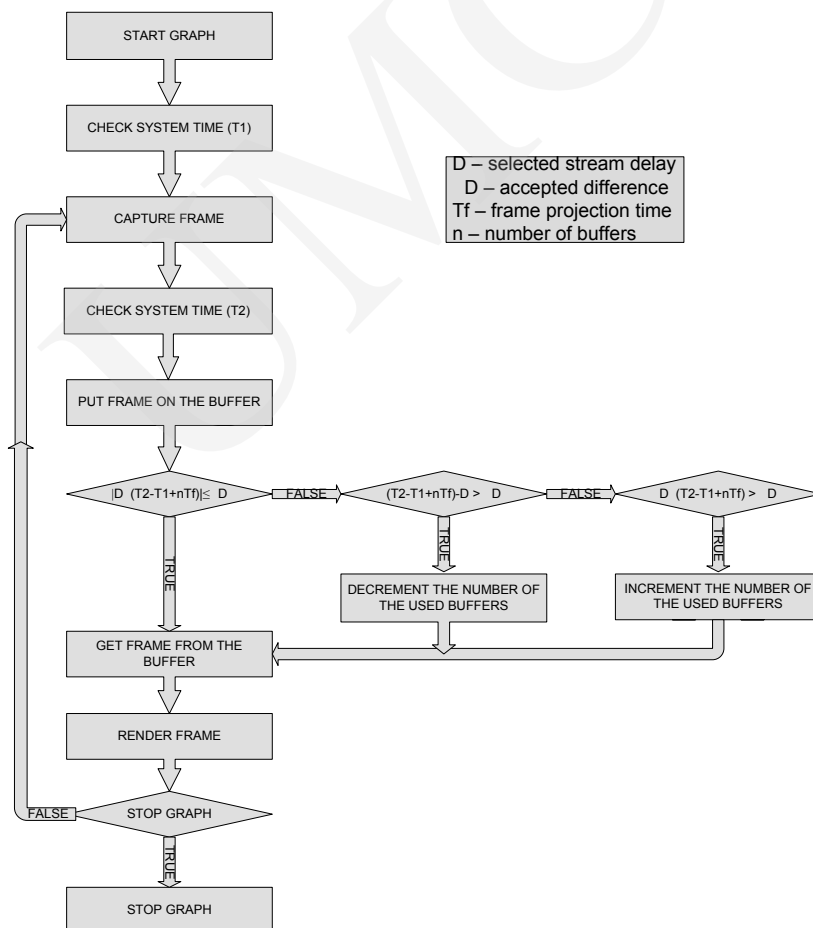 START GRAPH
CHECK SYSTEM TIME (T1)
D – selected stream delay
D – accepted difference
Tf – frame projection time
n – number of buffers
CAPTURE FRAME
CHECK SYSTEM TIME (T2)
PUT FRAME ON THE BUFFER
|D (T2-T1+nTf)|≤ D
FALSE
(T2-T1+nTf)-D > D
FALSE
D (T2-T1+nTf) > D
TRUE
TRUE
TRUE
DECREMENT THE NUMBER OF
THE USED BUFFERS
INCREMENT THE NUMBER OF
THE USED BUFFERS
GET FRAME FROM THE
BUFFER
RENDER FRAME
FALSE
STOP GRAPH
TRUE
STOP GRAPH
UMC